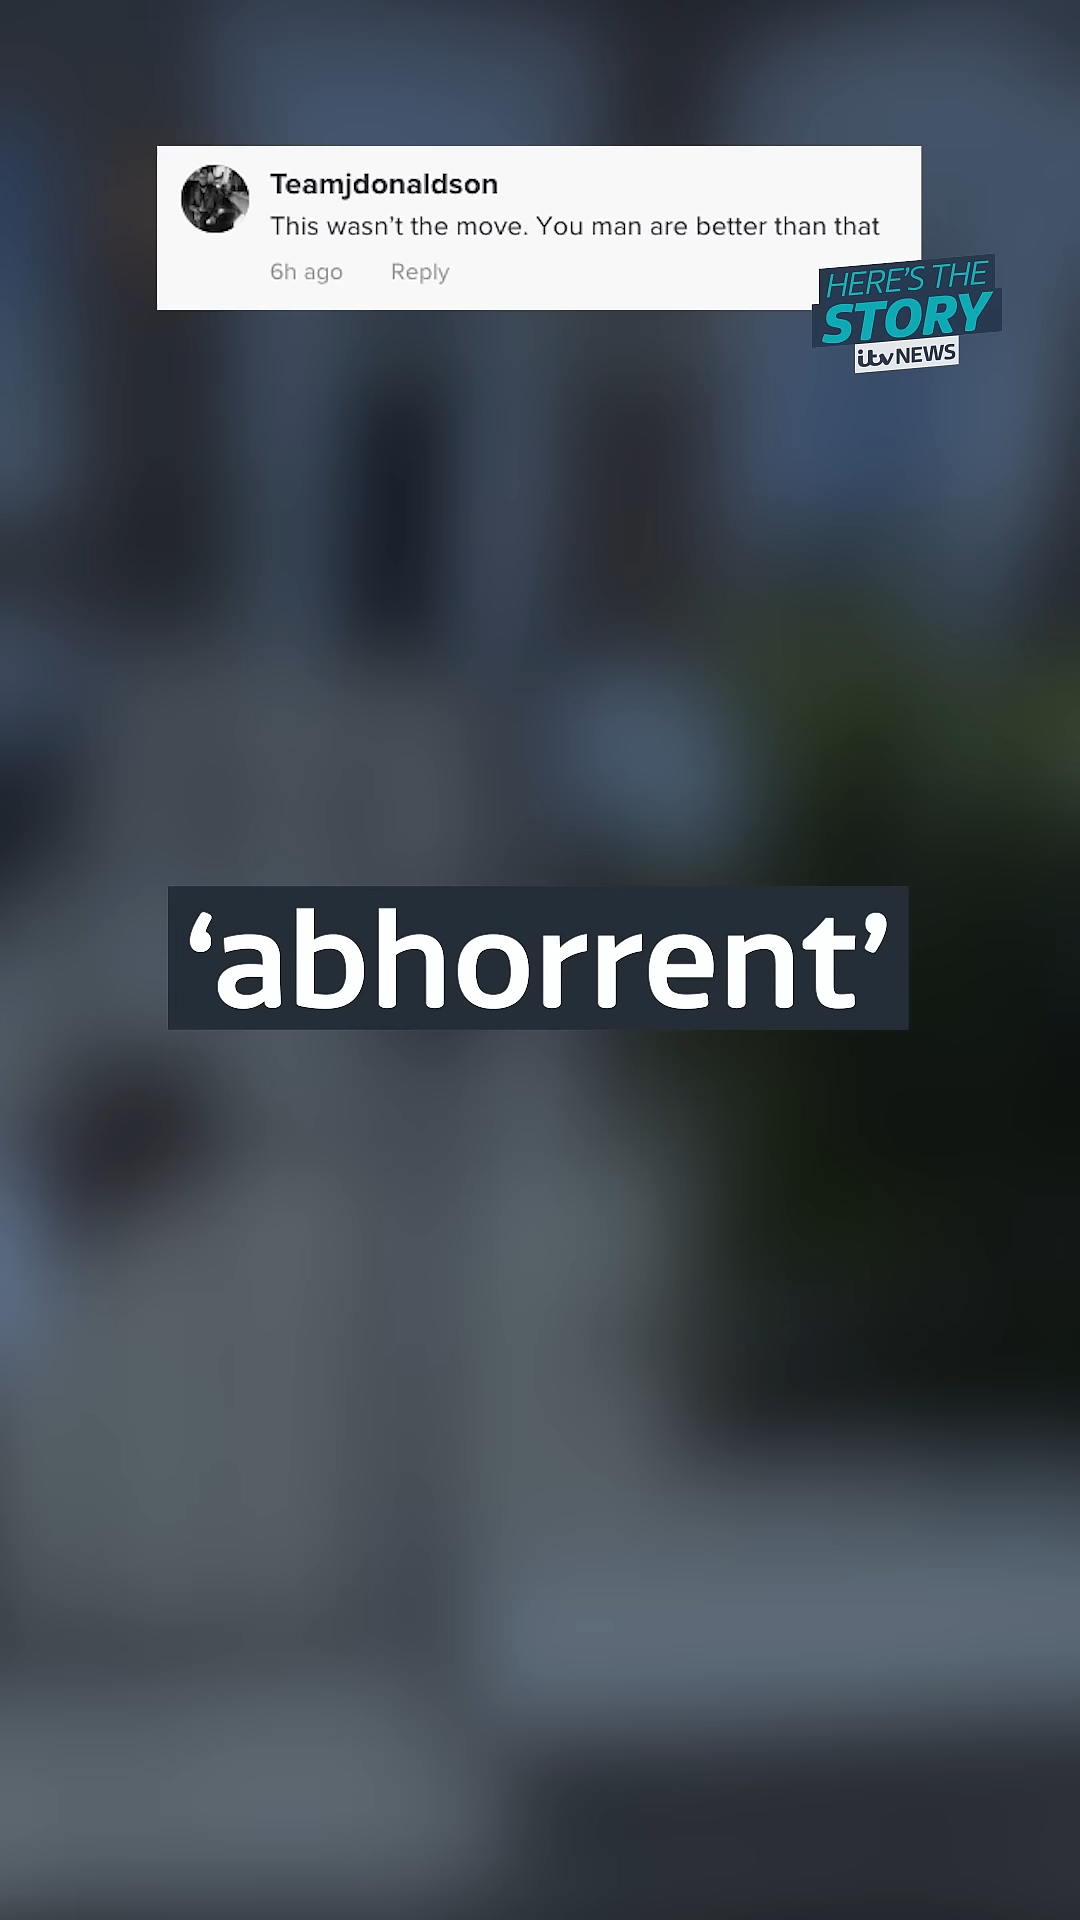 Teamjdonaldson
This wasn’t the move. You man are better than that
6h ago Reply
HERE’S THE
STORY
itv NEWS
‘abhorrent’